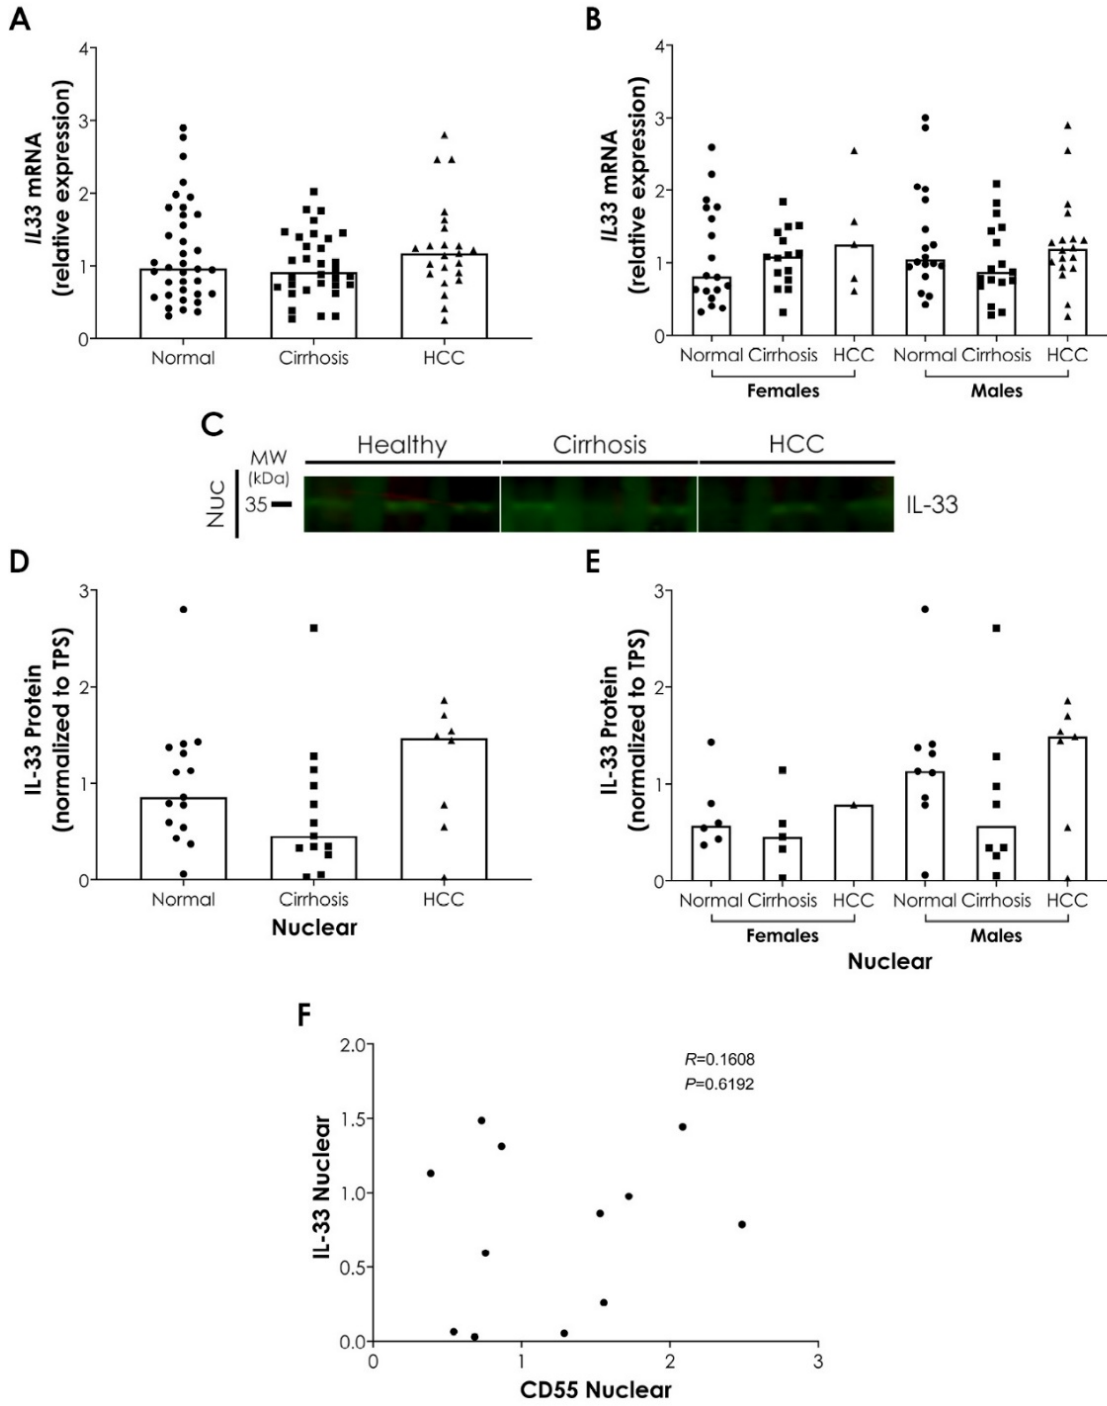 A
IL33 mRNA
(relative expression)
4
3
2
1
0
Normal Cirrhosis HCC
B
IL33 mRNA
(relative expression)
4
3
2
1
0
Normal Cirrhosis HCC Normal Cirrhosis HCC
Females Males
C
Healthy Cirrhosis HCC
MW
(kDa)
Nuc
35
IL-33
D
IL-33 Protein
(normalized to TPS)
3
2
1
0
Normal Cirrhosis HCC
Nuclear
E
IL-33 Protein
(normalized to TPS)
3
2
1
0
Normal Cirrhosis HCC Normal Cirrhosis HCC
Females Males
Nuclear
F
IL-33 Nuclear
2.0
1.5
1.0
0.5
0.0
R=0.1608
P=0.6192
0 1 2 3
CD55 Nuclear